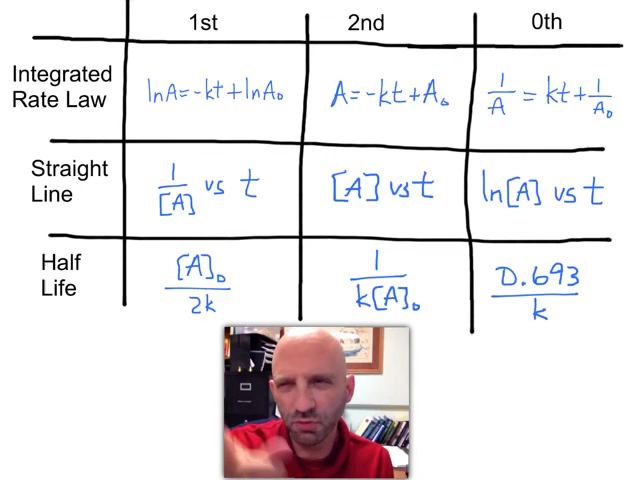 1st 2nd 0th
Integrated
Rate Law
lnA=-kt+lnA₀ A=-kt+A₀ 1/A = kt+1/A₀
Straight
Line
1/[A] vs t [A] vs t ln[A] vs t
Half
Life
[A]₀/2k 1/k[A]₀ 0.693/k